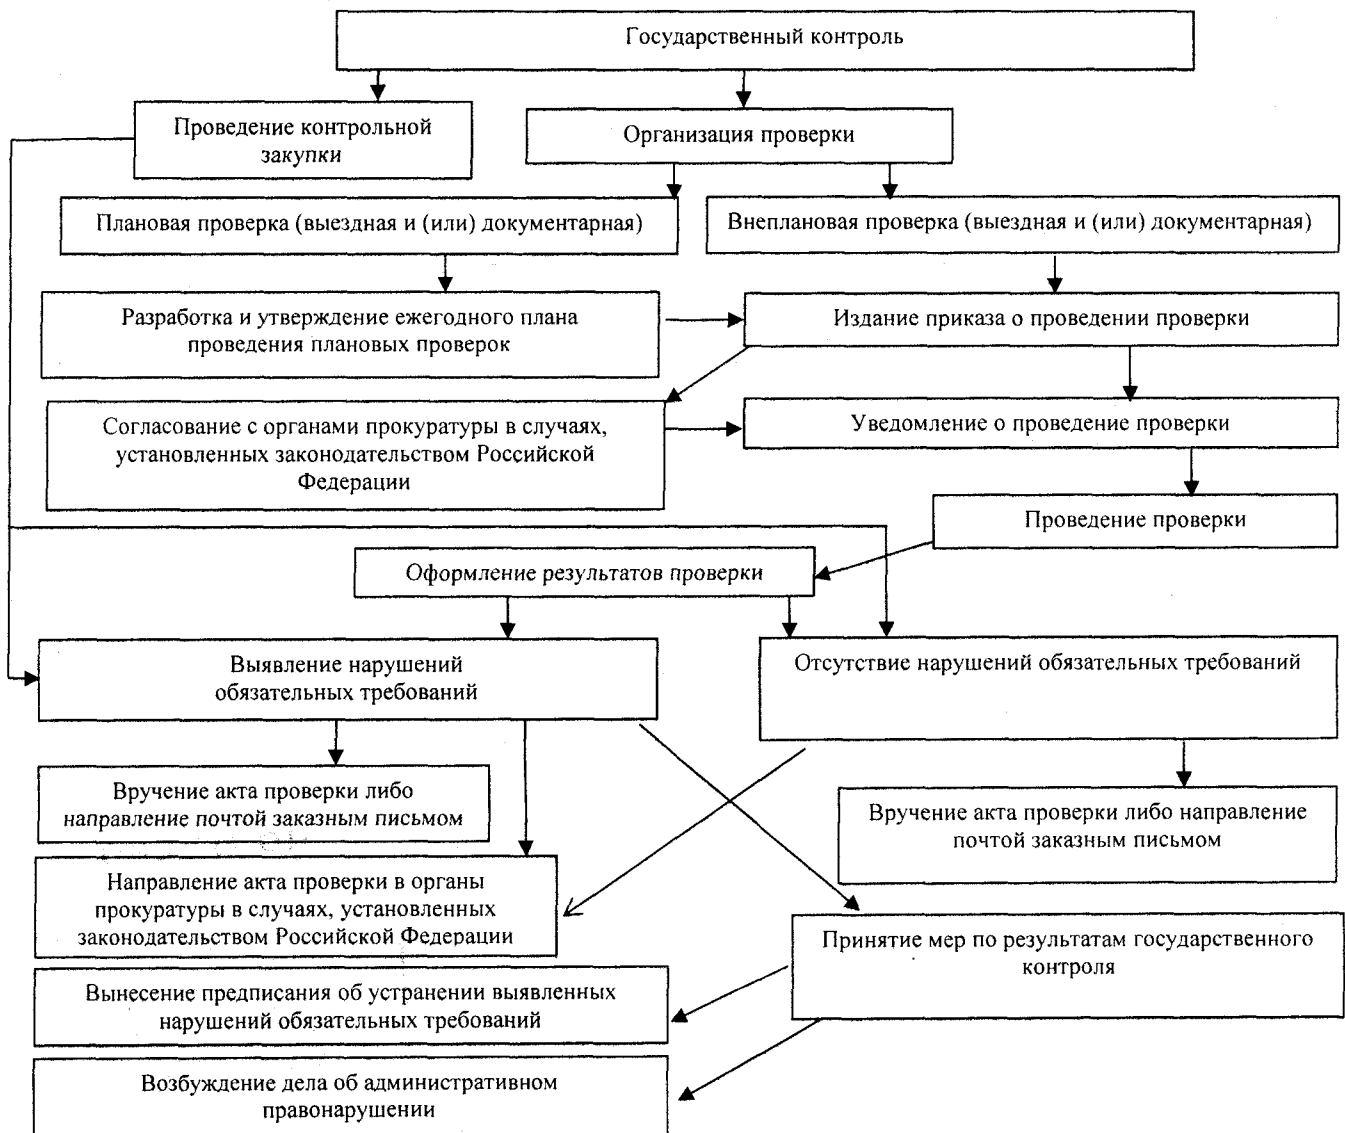 Государственный контроль
Проведение контрольной
закупки
Организация проверки
Плановая проверка (выездная и (или) документарная)
Внеплановая проверка (выездная и (или) документарная)
Разработка и утверждение ежегодного плана
проведения плановых проверок
Издание приказа о проведении проверки
Согласование с органами прокуратуры в случаях,
установленных законодательством Российской
Федерации
Уведомление о проведение проверки
Проведение проверки
Оформление результатов проверки
Выявление нарушений
обязательных требований
Отсутствие нарушений обязательных требований
Вручение акта проверки либо
направление почтой заказным письмом
Вручение акта проверки либо направление
почтой заказным письмом
Направление акта проверки в органы
прокуратуры в случаях, установленных
законодательством Российской Федерации
Принятие мер по результатам государственного
контроля
Вынесение предписания об устранении выявленных
нарушений обязательных требований
Возбуждение дела об административном
правонарушении